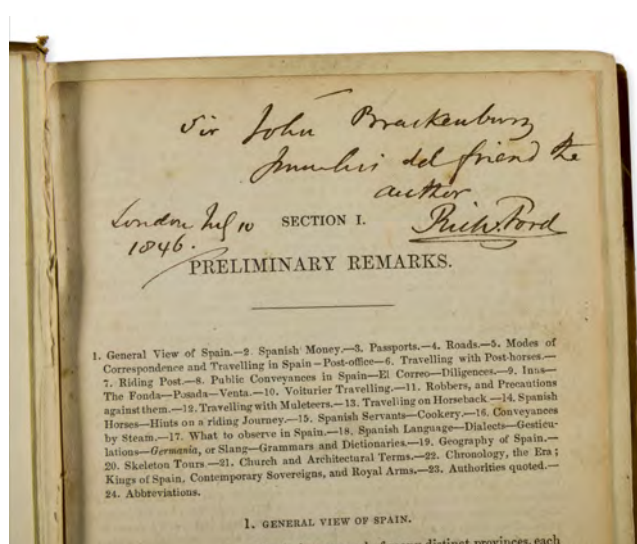 Sir John Brackenbury
from his old friend the
author
London July 10 SECTION I. Rich. Ford
1846.
PRELIMINARY REMARKS.
1. General View of Spain.—2. Spanish Money.—3. Passports.—4. Roads.—5. Modes of
Correspondence and Travelling in Spain—Post-office—6. Travelling with Post-horses.—
7. Riding Post.—8. Public Conveyances in Spain—El Correo—Diligences.—9. Inns—
The Fonda—Posada—Venta.—10. Voiturier Travelling.—11. Robbers, and Precautions
against them.—12. Travelling with Muleteers.—13. Travelling on Horseback—14. Spanish
Horses—Hints on a riding Journey.—15. Spanish Servants—Cookery.—16. Conveyances
by Steam.—17. What to observe in Spain.—18. Spanish Language—Dialects—Gesticu-
lations—Germania, or Slang—Grammars and Dictionaries.—19. Geography of Spain.—
20. Skeleton Tours.—21. Church and Architectural Terms.—22. Chronology, the Era;
Kings of Spain, Contemporary Sovereigns, and Royal Arms.—23. Authorities quoted.—
24. Abbreviations.
1. GENERAL VIEW OF SPAIN.
distinct provinces, each